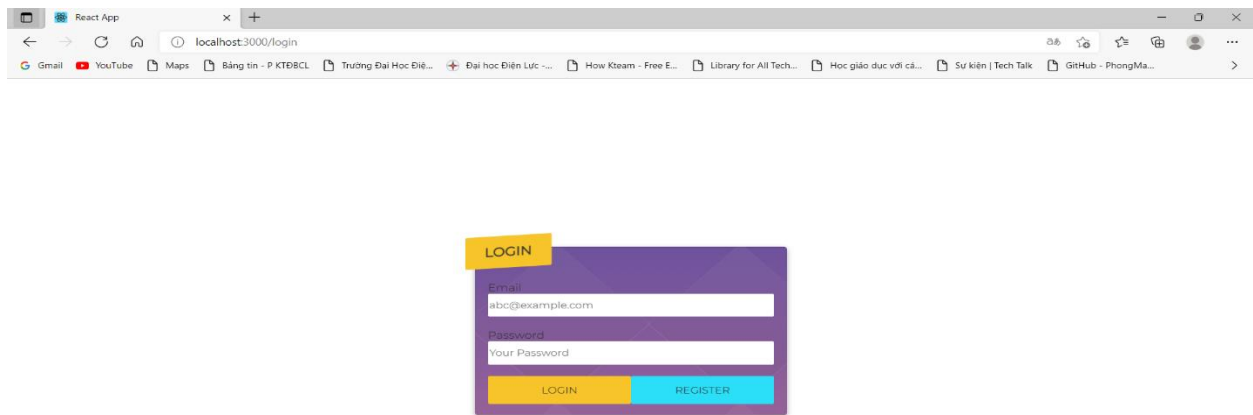 React App
localhost:3000/login
Gmail YouTube Maps Bảng tin - P KTĐBCL Trường Đại Học Điệ... Đại học Điện Lực -... How Kteam - Free E... Library for All Tech... Học giáo dục với cá... Sự kiện | Tech Talk GitHub - PhongMa...
LOGIN
Email
abc@example.com
Password
Your Password
LOGIN REGISTER